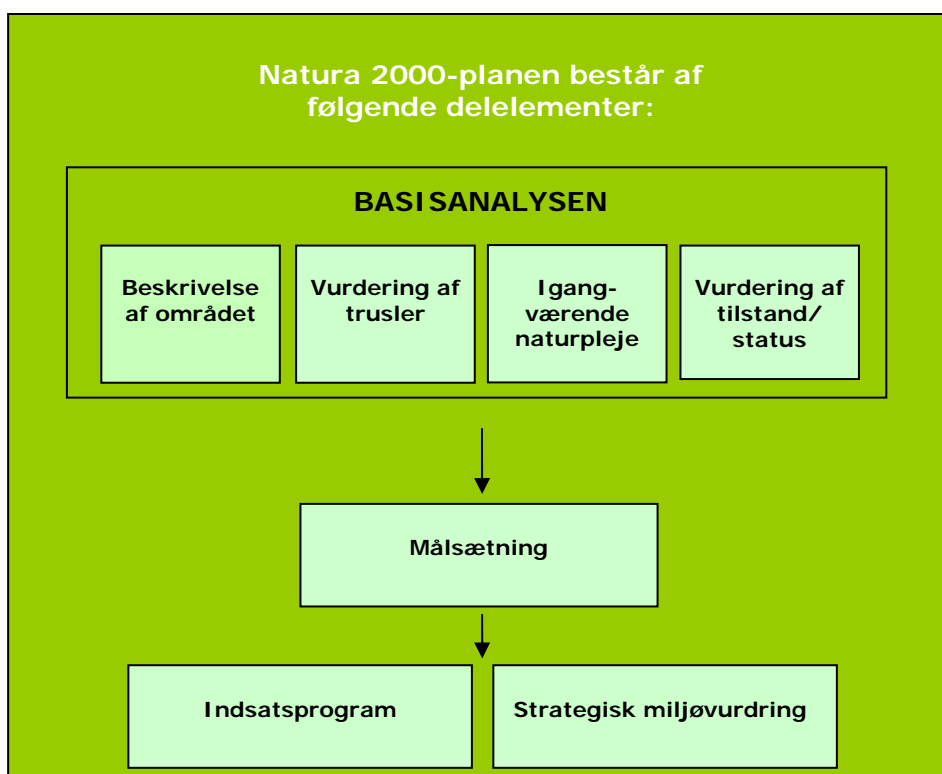 Natura 2000-planen består af
følgende delelementer:
BASISANALYSEN
Beskrivelse
af området
Vurdering af
trusler
Igang-
værende
naturpleje
Vurdering af
tilstand/
status
Målsætning
Indsatsprogram
Strategisk miljøvurdring